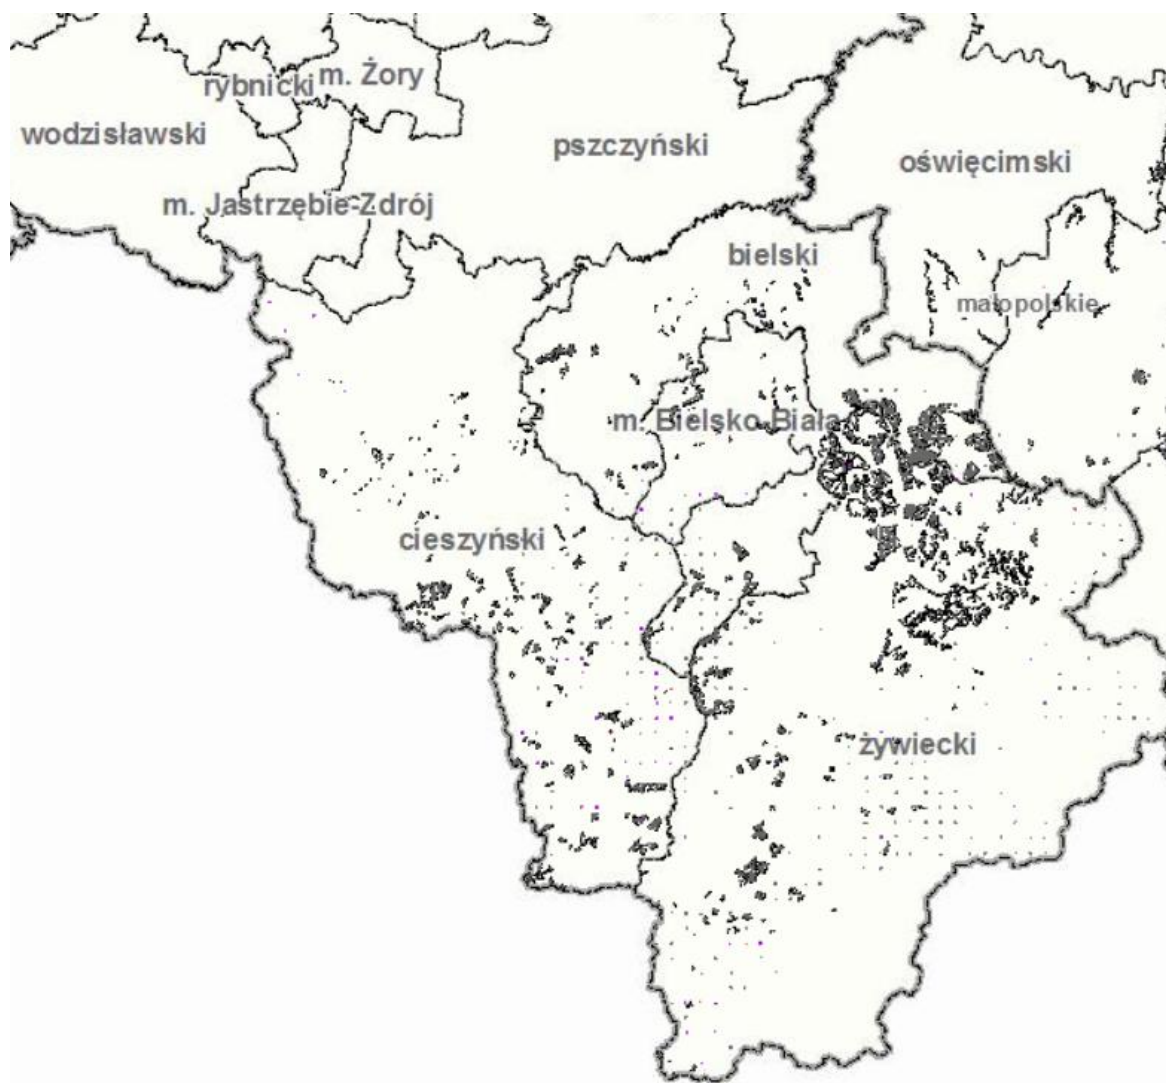 rybnicki
m. Żory
wodzisławski
pszczyński
oświęcimski
m. Jastrzębie-Zdrój
bielski
małopolskie
m. Bielsko-Biała
cieszyński
żywiecki